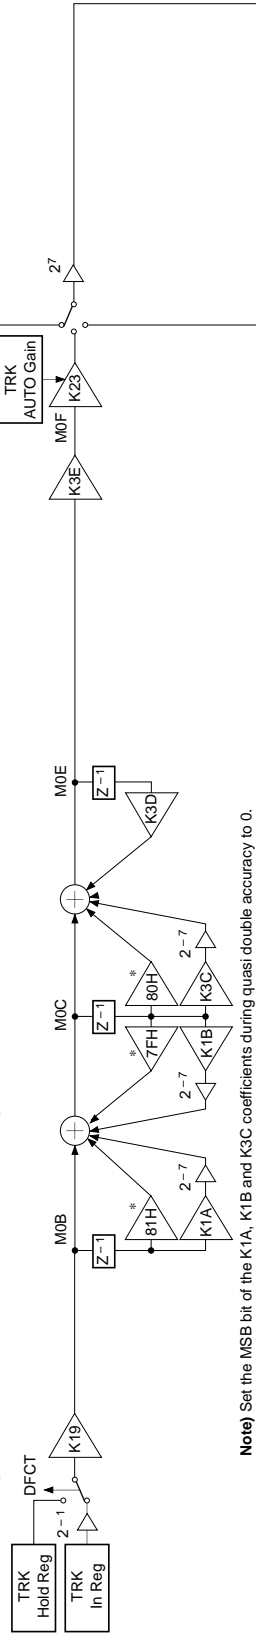 TRK
Hold Reg
TRK
In Reg
DFCT
2 – 1
K19
M0B
Z – 1
81H
*
K1A
2 – 7
7FH
*
K1B
2 – 7
M0C
Z – 1
80H
*
K3C
2 – 7
M0E
Z – 1
K3D
K3E
M0F
K23
TRK
AUTO Gain
2 7
Note) Set the MSB bit of the K1A, K1B and K3C coefficients during quasi double accuracy to 0.